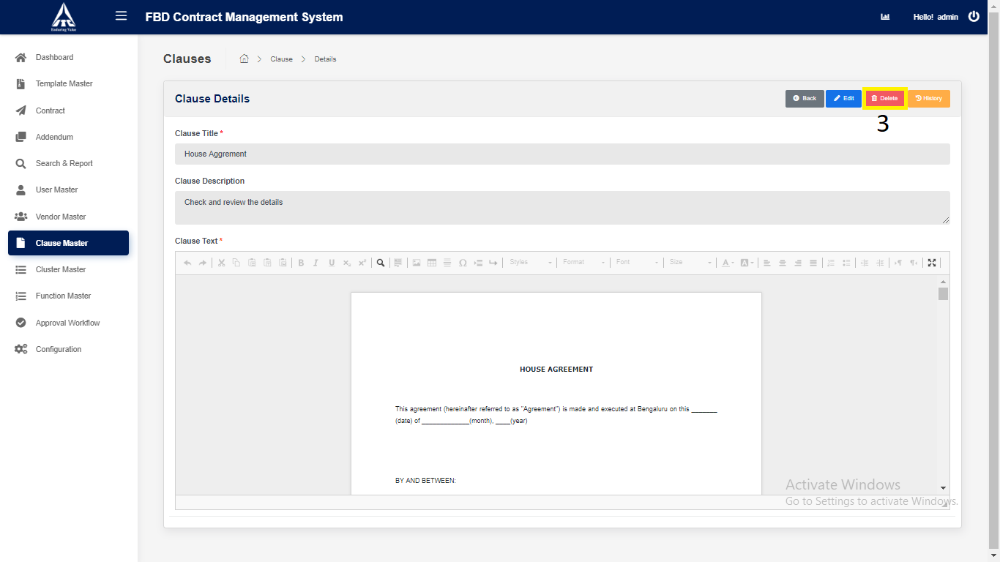 Enduring Value
FBD Contract Management System
Hello! admin
Dashboard
Template Master
Contract
Addendum
Search & Report
User Master
Vendor Master
Clause Master
Cluster Master
Function Master
Approval Workflow
Configuration
Clauses
Clause
Details
Clause Details
Back
Edit
Delete
History
3
Clause Title *
House Aggrement
Clause Description
Check and review the details
Clause Text *
Styles
Format
Font
Size
HOUSE AGREEMENT
This agreement (hereinafter referred to as "Agreement") is made and executed at Bengaluru on this _______
(date) of _____________(month), ____(year)
BY AND BETWEEN:
Activate Windows
Go to Settings to activate Windows.